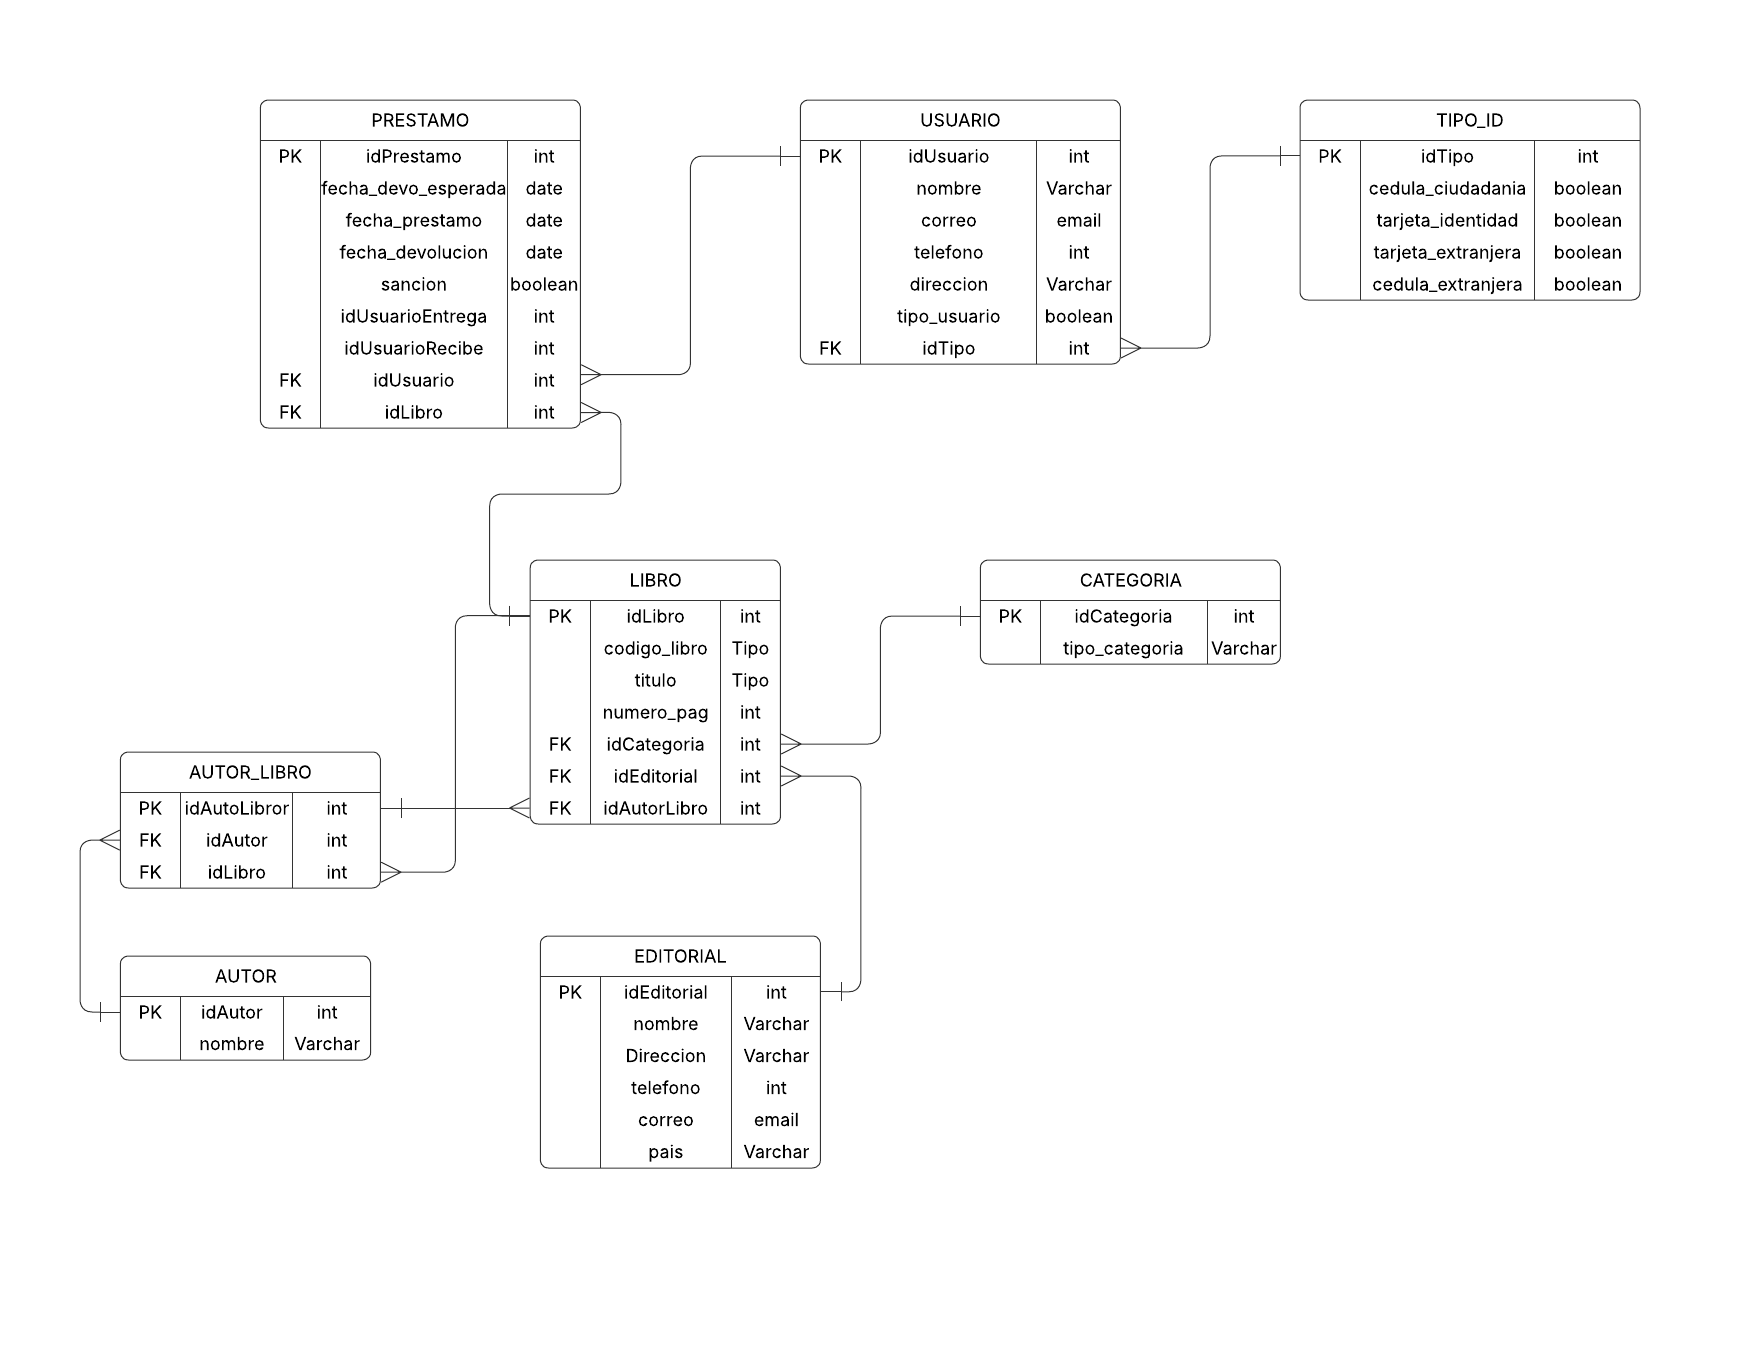 PRESTAMO
PK idPrestamo int
fecha_devo_esperada date
fecha_prestamo date
fecha_devolucion date
sancion boolean
idUsuarioEntrega int
idUsuarioRecibe int
FK idUsuario int
FK idLibro int
USUARIO
PK idUsuario int
nombre Varchar
correo email
telefono int
direccion Varchar
tipo_usuario boolean
FK idTipo int
TIPO_ID
PK idTipo int
cedula_ciudadania boolean
tarjeta_identidad boolean
tarjeta_extranjera boolean
cedula_extranjera boolean
LIBRO
PK idLibro int
codigo_libro Tipo
titulo Tipo
numero_pag int
FK idCategoria int
FK idEditorial int
FK idAutorLibro int
CATEGORIA
PK idCategoria int
tipo_categoria Varchar
AUTOR_LIBRO
PK idAutoLibror int
FK idAutor int
FK idLibro int
AUTOR
PK idAutor int
nombre Varchar
EDITORIAL
PK idEditorial int
nombre Varchar
Direccion Varchar
telefono int
correo email
pais Varchar